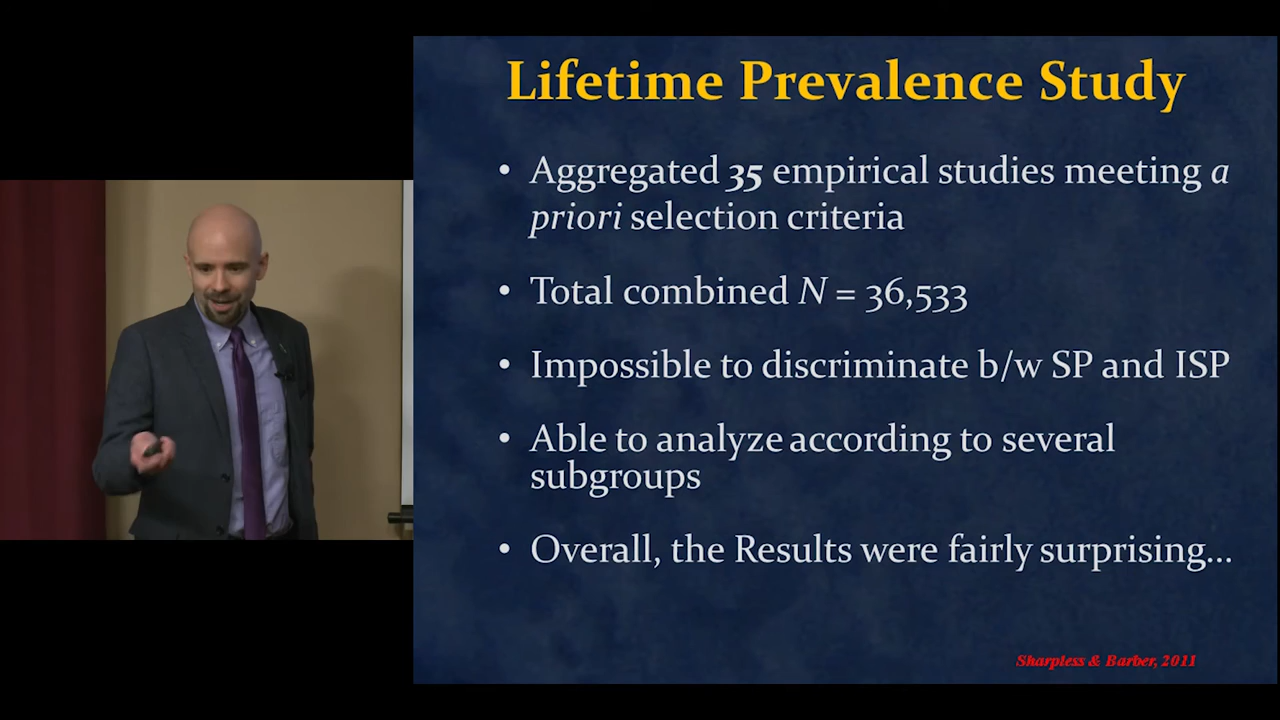 Lifetime Prevalence Study
• Aggregated 35 empirical studies meeting a
priori selection criteria
• Total combined N = 36,533
• Impossible to discriminate b/w SP and ISP
• Able to analyze according to several
subgroups
• Overall, the Results were fairly surprising...
Sharpless & Barber, 2011